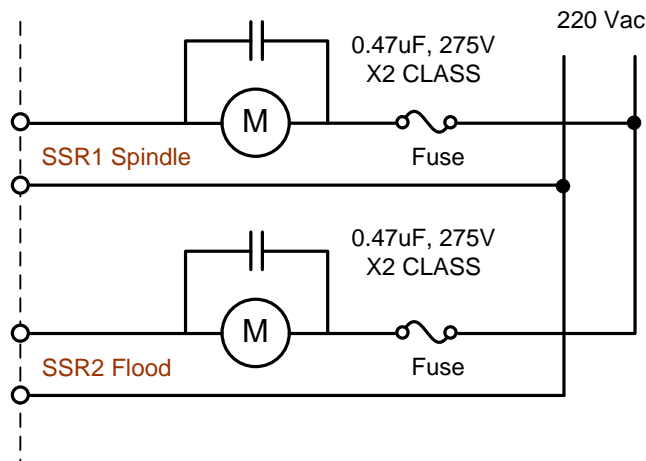 220 Vac
0.47uF, 275V
X2 CLASS
M
SSR1 Spindle
Fuse
0.47uF, 275V
X2 CLASS
M
SSR2 Flood
Fuse